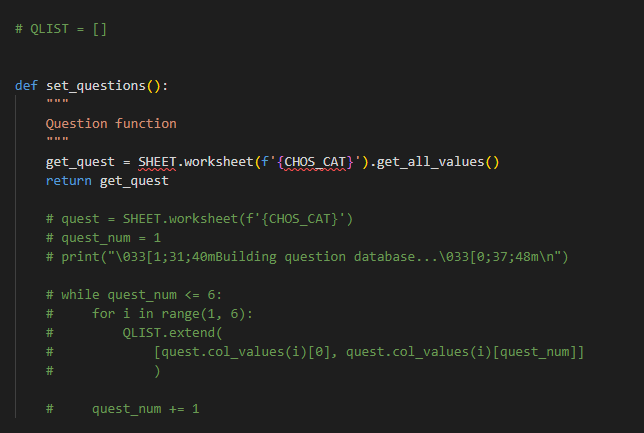 # QLIST = []
def set_questions():
    """
    Question function
    """
    get_quest = SHEET.worksheet(f'{CHOS_CAT}').get_all_values()
    return get_quest
    # quest = SHEET.worksheet(f'{CHOS_CAT}')
    # quest_num = 1
    # print("\033[1;31;40mBuilding question database...\033[0;37;48m\n")
    # while quest_num <= 6:
    #     for i in range(1, 6):
    #         QLIST.extend(
    #             [quest.col_values(i)[0], quest.col_values(i)[quest_num]]
    #             )
    #     quest_num += 1